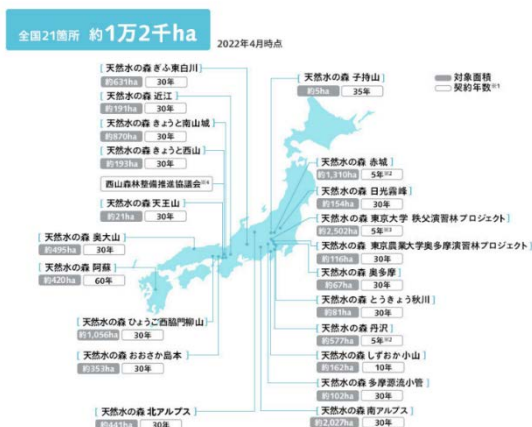 全国21箇所 約1万2千ha
2022年4月時点
対象面積
契約年数※1
天然水の森 ぎふ東白川
約631ha 30年
天然水の森 近江
約191ha 30年
天然水の森 きょうと南山城
約870ha 30年
天然水の森 きょうと西山
約193ha 30年
西山森林整備推進協議会※4
天然水の森 天王山
約21ha 30年
天然水の森 奥大山
約495ha 30年
天然水の森 阿蘇
約420ha 60年
天然水の森 ひょうご西脇門柳山
約1,056ha 30年
天然水の森 おおさか島本
約353ha 30年
天然水の森 北アルプス
約441ha 30年
天然水の森 子持山
約5ha 35年
天然水の森 赤城
約1,310ha 5年※2
天然水の森 日光霧峰
約154ha 30年
天然水の森 東京大学 秩父演習林プロジェクト
約2,502ha 5年※3
天然水の森 東京農業大学奥多摩演習林プロジェクト
約116ha 30年
天然水の森 奥多摩
約67ha 30年
天然水の森 とうきょう秋川
約81ha 30年
天然水の森 丹沢
約577ha 5年※2
天然水の森 しずおか小山
約162ha 10年
天然水の森 多摩源流小菅
約102ha 30年
天然水の森 南アルプス
約2,027ha 30年